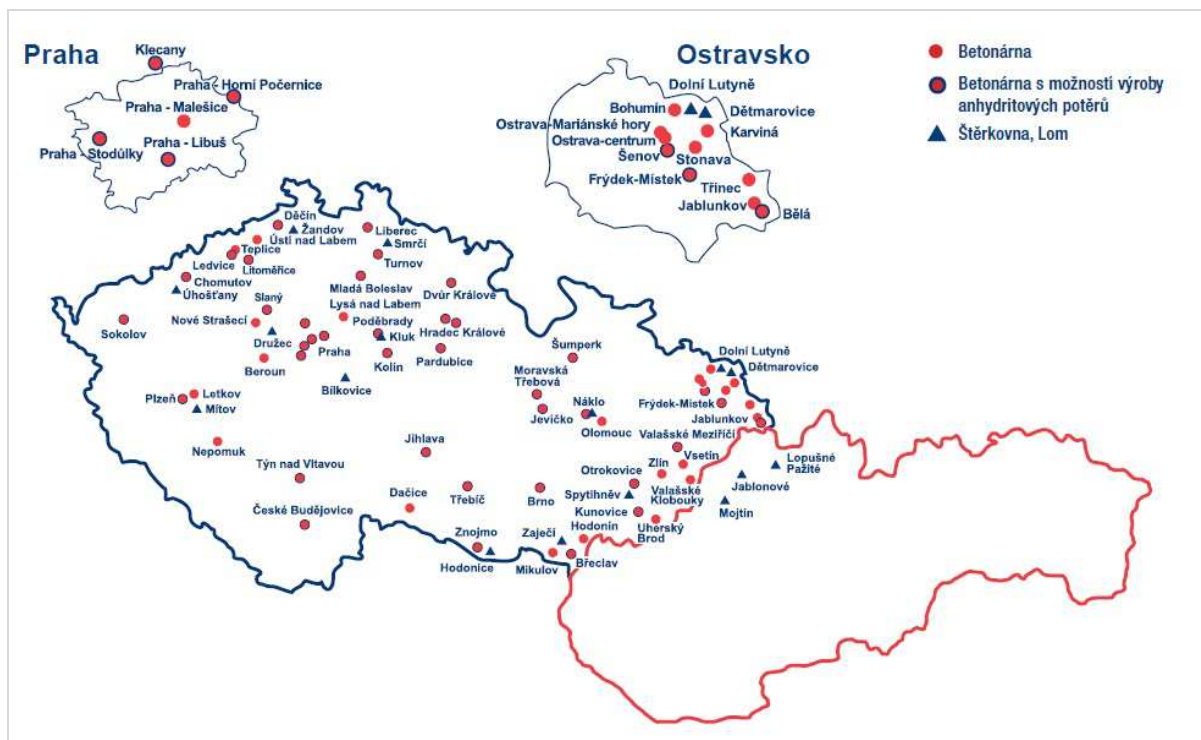 Praha
Klecany
Praha - Horní Počernice
Praha - Malešice
Praha - Libuš
Praha - Stodůlky
Ostravsko
Dolní Lutyně
Bohumín
Dětmarovice
Ostrava-Mariánské hory
Karviná
Ostrava-centrum
Šenov
Stonava
Frýdek-Místek
Třinec
Jablunkov
Bělá
Betonárna
Betonárna s možností výroby
anhydritových potěrů
Štěrkovna, Lom
Děčín
Žandov
Ústí nad Labem
Teplice
Ledvice
Litoměřice
Chomutov
Úhošťany
Liberec
Smrčí
Turnov
Mladá Boleslav
Dvůr Králové
Slaný
Lysá nad Labem
Nové Strašecí
Poděbrady
Kluk
Hradec Králové
Sokolov
Družec
Praha
Kolín
Pardubice
Beroun
Bílkovice
Šumperk
Moravská
Třebová
Dolní Lutyně
Dětmarovice
Plzeň
Letkov
Mítov
Jevíčko
Náklo
Olomouc
Frýdek-Místek
Jablunkov
Nepomuk
Jihlava
Valašské Meziříčí
Týn nad Vltavou
Otrokovice
Zlín
Vsetín
Lopušné
Pažité
Jablonové
Mojtín
Dačice
Třebíč
Brno
Spytihněv
Valašské
Klobouky
České Budějovice
Kunovice
Znojmo
Zaječí
Hodonín
Uherský
Brod
Hodonice
Mikulov
Břeclav